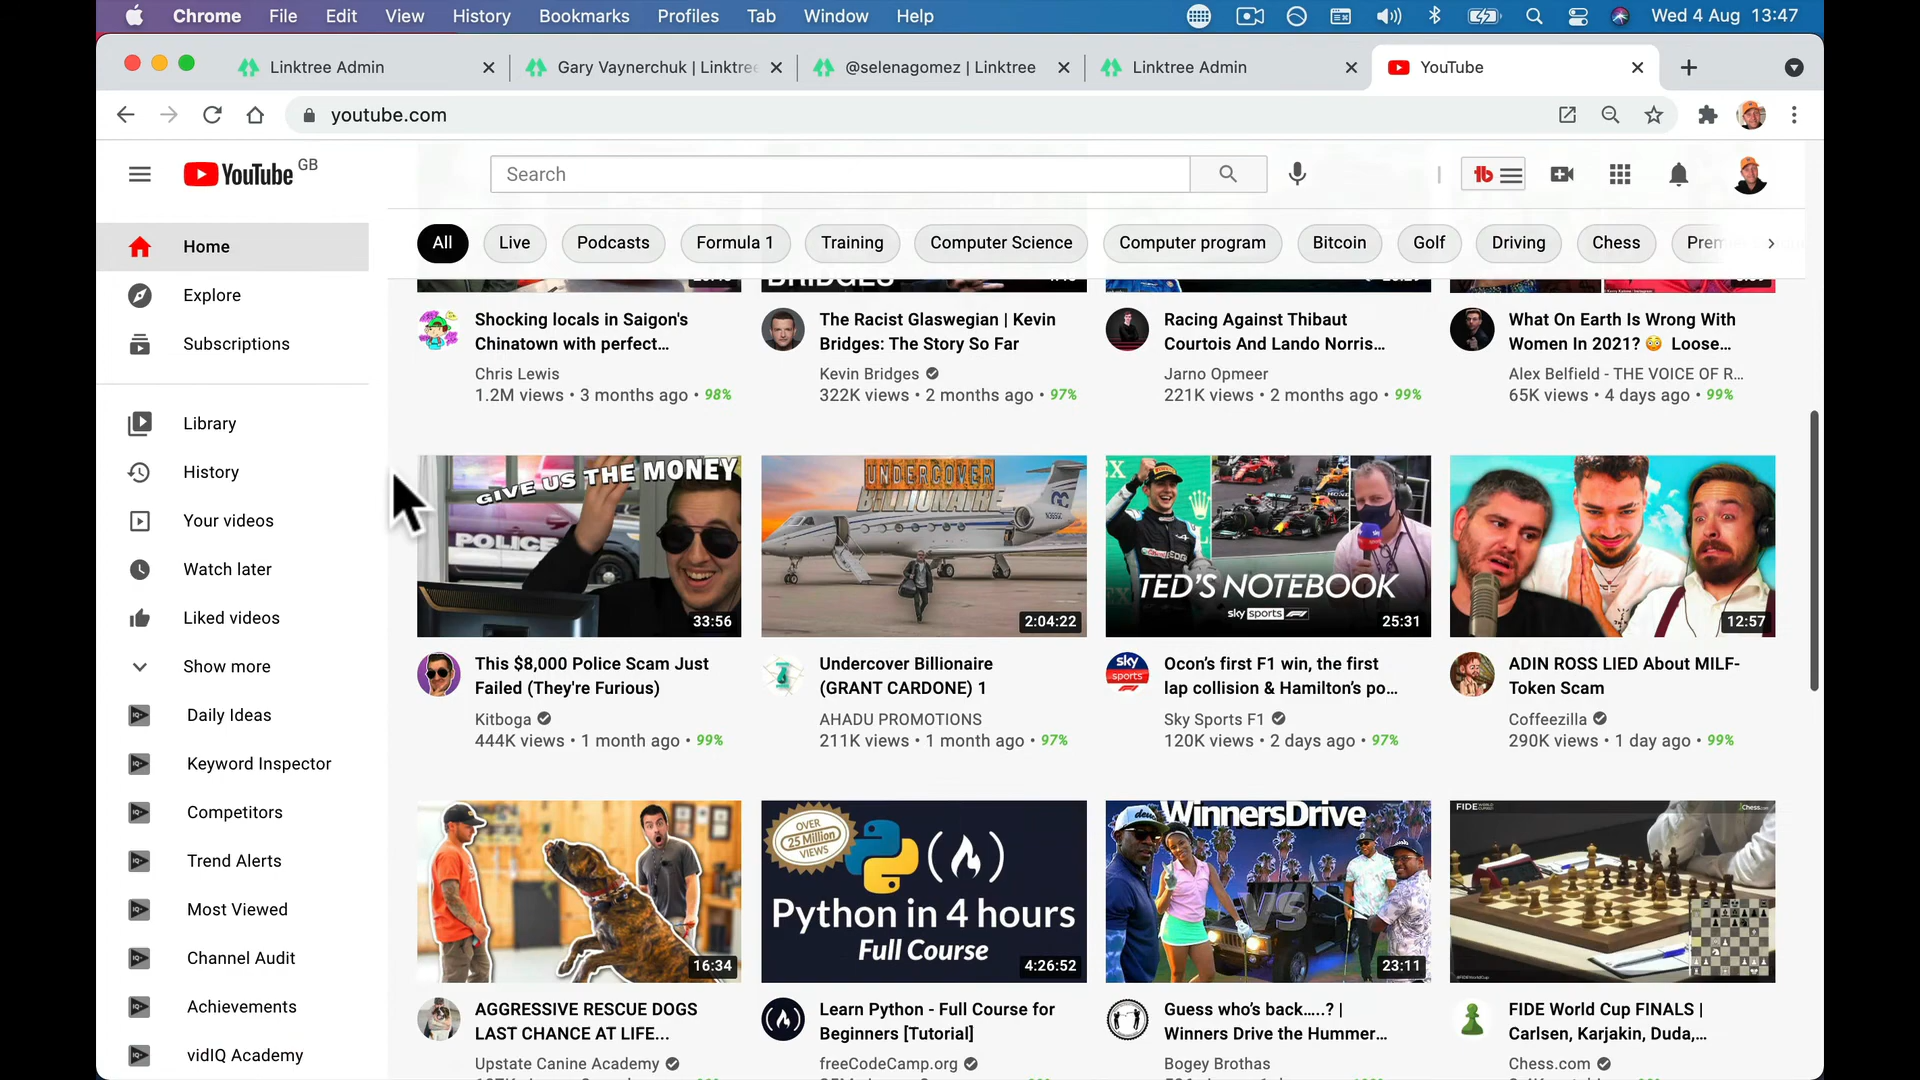 Chrome File Edit View History Bookmarks Profiles Tab Window Help Wed 4 Aug 13:47
Linktree Admin
Gary Vaynerchuk | Linktree
@selenagomez | Linktree
Linktree Admin
YouTube
youtube.com
YouTube GB
Search
tb
All
Live
Podcasts
Formula 1
Training
Computer Science
Computer program
Bitcoin
Golf
Driving
Chess
Home
Explore
Subscriptions
Library
History
Your videos
Watch later
Liked videos
Show more
Daily Ideas
Keyword Inspector
Competitors
Trend Alerts
Most Viewed
Channel Audit
Achievements
vidIQ Academy
BRIDGES
Shocking locals in Saigon's
Chinatown with perfect...
Chris Lewis
1.2M views • 3 months ago • 98%
The Racist Glaswegian | Kevin
Bridges: The Story So Far
Kevin Bridges
322K views • 2 months ago • 97%
Racing Against Thibaut
Courtois And Lando Norris...
Jarno Opmeer
221K views • 2 months ago • 99%
What On Earth Is Wrong With
Women In 2021? 😳 Loose...
Alex Belfield - THE VOICE OF R...
65K views • 4 days ago • 99%
GIVE US THE MONEY
POLICE
33:56
This $8,000 Police Scam Just
Failed (They're Furious)
Kitboga
444K views • 1 month ago • 99%
UNDERCOVER
BILLIONAIRE
2:04:22
Undercover Billionaire
(GRANT CARDONE) 1
AHADU PROMOTIONS
211K views • 1 month ago • 97%
TED'S NOTEBOOK
sky sports F1
25:31
sky
sports
Ocon's first F1 win, the first
lap collision & Hamilton's po...
Sky Sports F1
120K views • 2 days ago • 97%
12:57
ADIN ROSS LIED About MILF-
Token Scam
Coffeezilla
290K views • 1 day ago • 99%
16:34
AGGRESSIVE RESCUE DOGS
LAST CHANCE AT LIFE...
Upstate Canine Academy
OVER
25 Million
VIEWS
Python in 4 hours
Full Course
4:26:52
Learn Python - Full Course for
Beginners [Tutorial]
freeCodeCamp.org
WinnersDrive
VS
23:11
Guess who's back.....? |
Winners Drive the Hummer...
Bogey Brothas
FIDE WORLD CUP
Chess.com
FIDE World Cup FINALS |
Carlsen, Karjakin, Duda,...
Chess.com